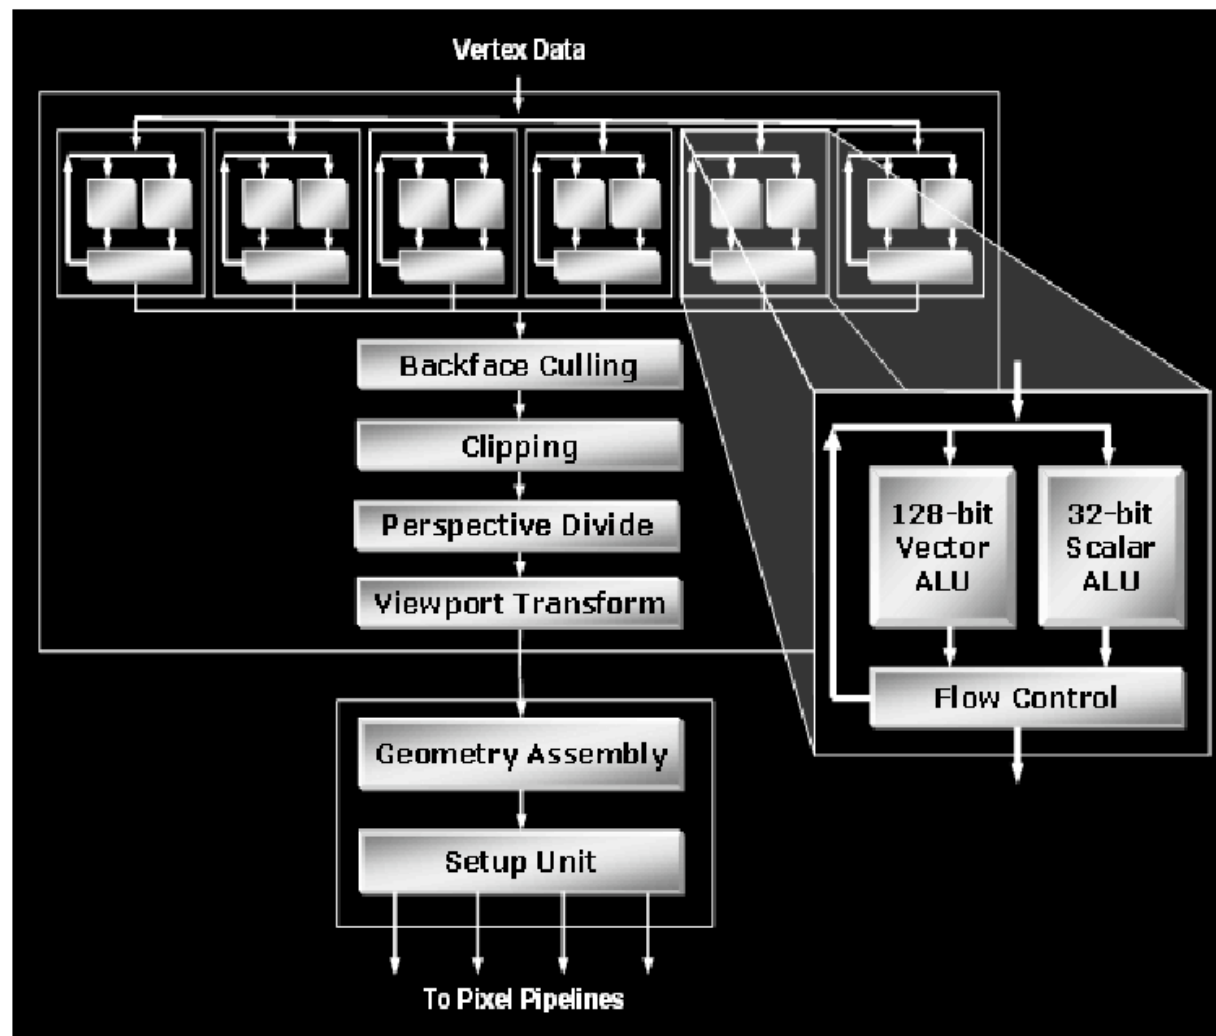 Vertex Data
Backface Culling
Clipping
Perspective Divide
Viewport Transform
128-bit
Vector
ALU
32-bit
Scalar
ALU
Flow Control
Geometry Assembly
Setup Unit
To Pixel Pipelines